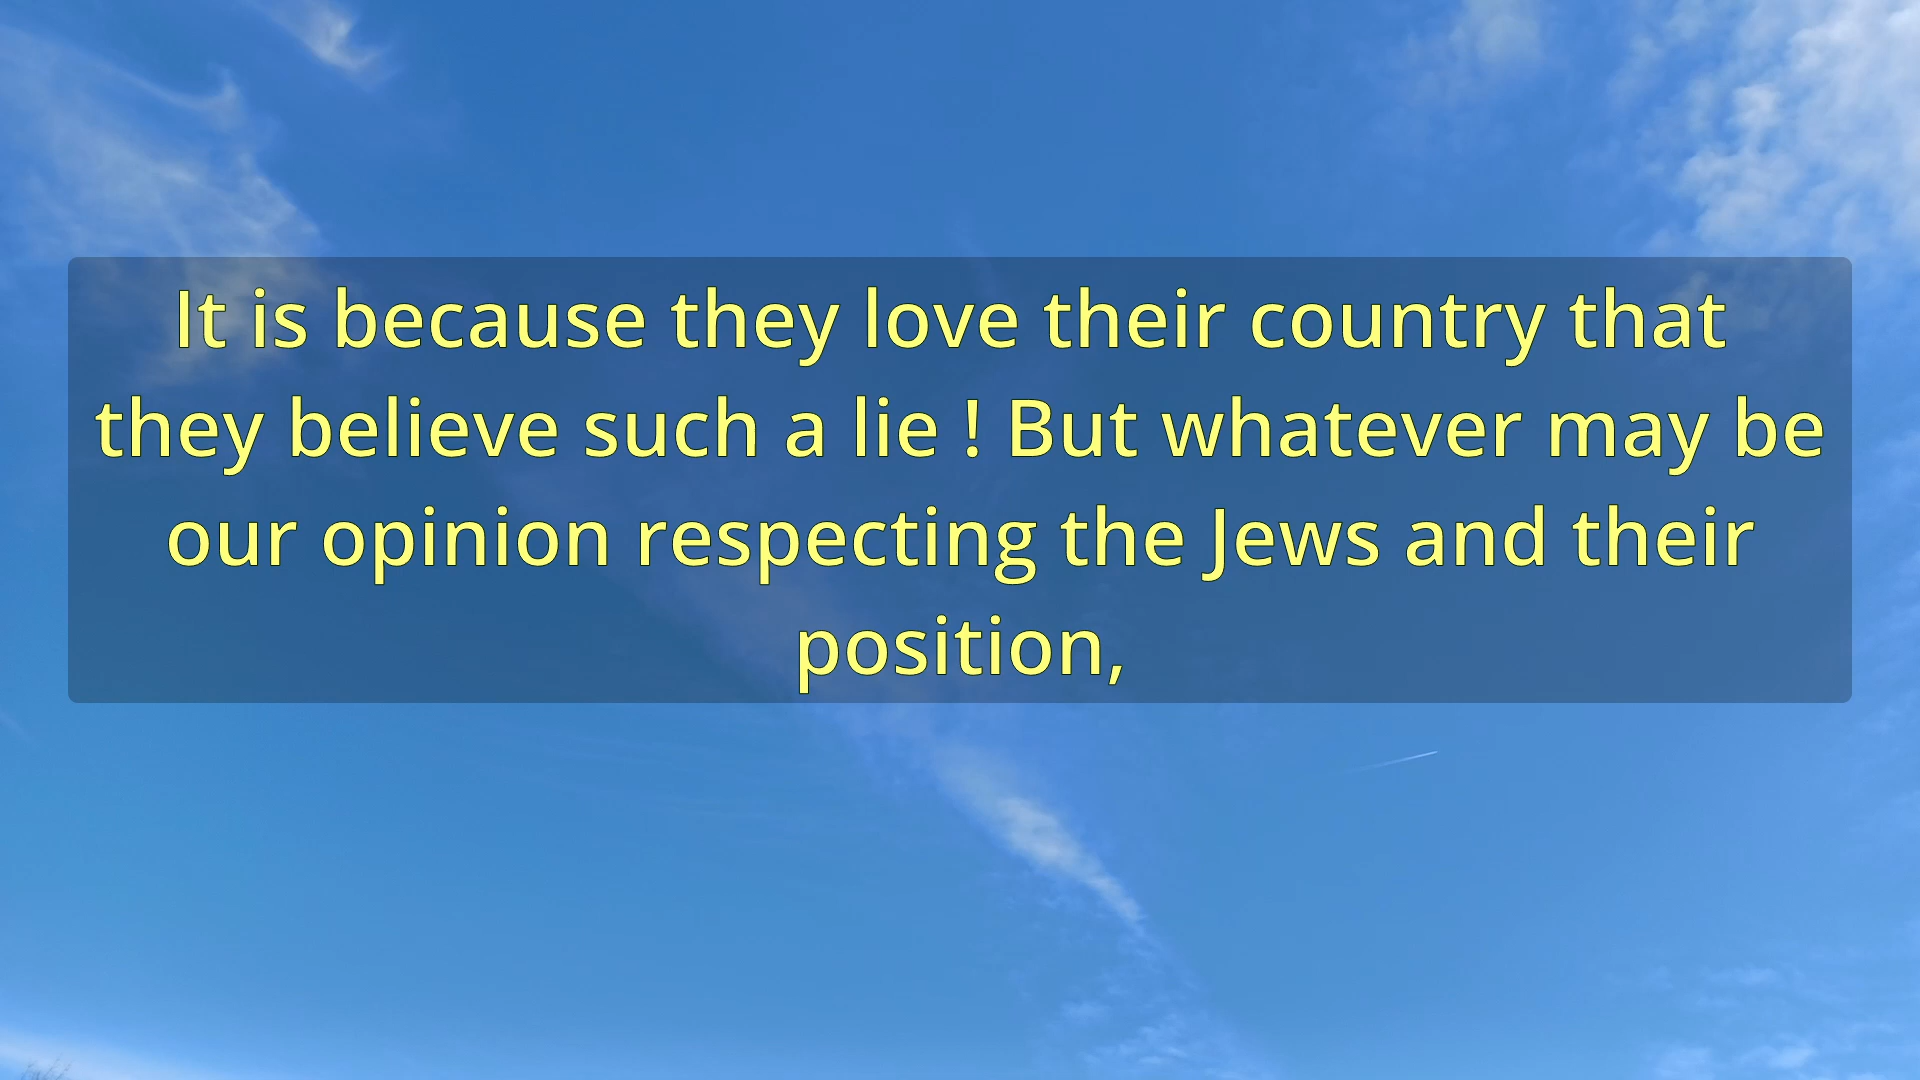 It is because they love their country that
they believe such a lie ! But whatever may be
our opinion respecting the Jews and their
position,